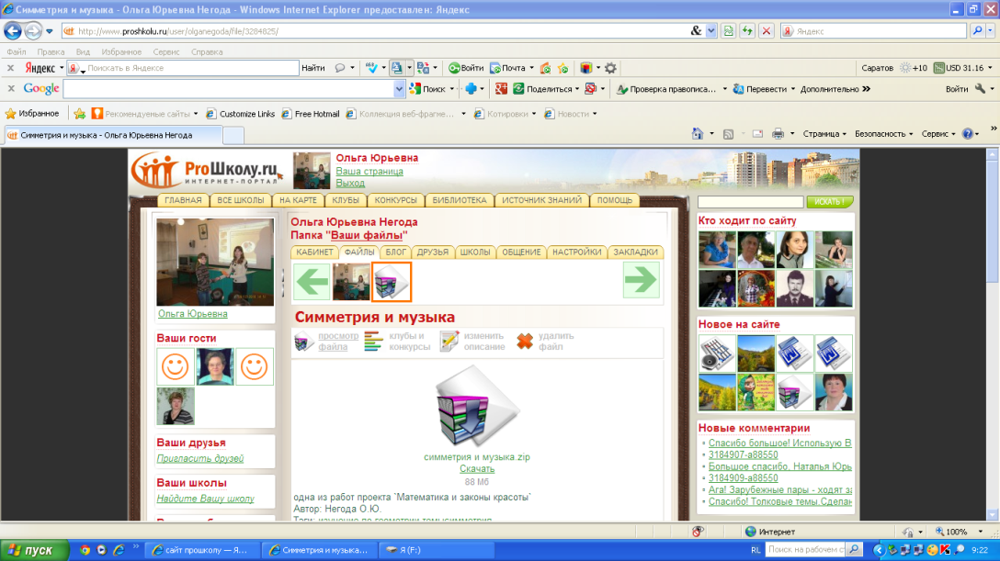 Симметрия и музыка - Ольга Юрьевна Негода - Windows Internet Explorer предоставлен: Яндекс
http://www.proshkolu.ru/user/olganegoda/file/3284825/
Яндекс
Файл Правка Вид Избранное Сервис Справка
Яндекс Поискать в Яндексе Найти Войти Почта Саратов +10 USD 31.16
Google Поиск Поделиться Проверка правописа... Перевести Дополнительно Войти
Избранное Рекомендуемые сайты Customize Links Free Hotmail Коллекция веб-фрагме... Котировки Новости
Симметрия и музыка - Ольга Юрьевна Негода
Страница Безопасность Сервис
ПроШколу.ru
ИНТЕРНЕТ-ПОРТАЛ
Ольга Юрьевна
Ваша страница
Выход
ГЛАВНАЯ ВСЕ ШКОЛЫ НА КАРТЕ КЛУБЫ КОНКУРСЫ БИБЛИОТЕКА ИСТОЧНИК ЗНАНИЙ ПОМОЩЬ
ИСКАТЬ !
Ольга Юрьевна
Ваши гости
Ваши друзья
Пригласить друзей
Ваши школы
Найдите Вашу школу
Ольга Юрьевна Негода
Папка "Ваши файлы"
КАБИНЕТ ФАЙЛЫ БЛОГ ДРУЗЬЯ ШКОЛЫ ОБЩЕНИЕ НАСТРОЙКИ ЗАКЛАДКИ
Симметрия и музыка
просмотр файла
клубы и конкурсы
изменить описание
удалить файл
симметрия и музыка.zip
Скачать
88 Мб
одна из работ проекта `Математика и законы красоты`
Автор: Негода О.Ю.
Кто ходит по сайту
Новое на сайте
Новые комментарии
Спасибо большое! Использую В
3184907-a88550
Большое спасибо, Наталья Юрь
3184909-a88550
Ага! Зарубежные пары - ходят за
Спасибо! Толковые темы.Сделан
Интернет
100%
пуск
сайт прошколу — Я...
Симметрия и музыка...
Я (F:)
RL
Поиск на рабочем ст
9:22